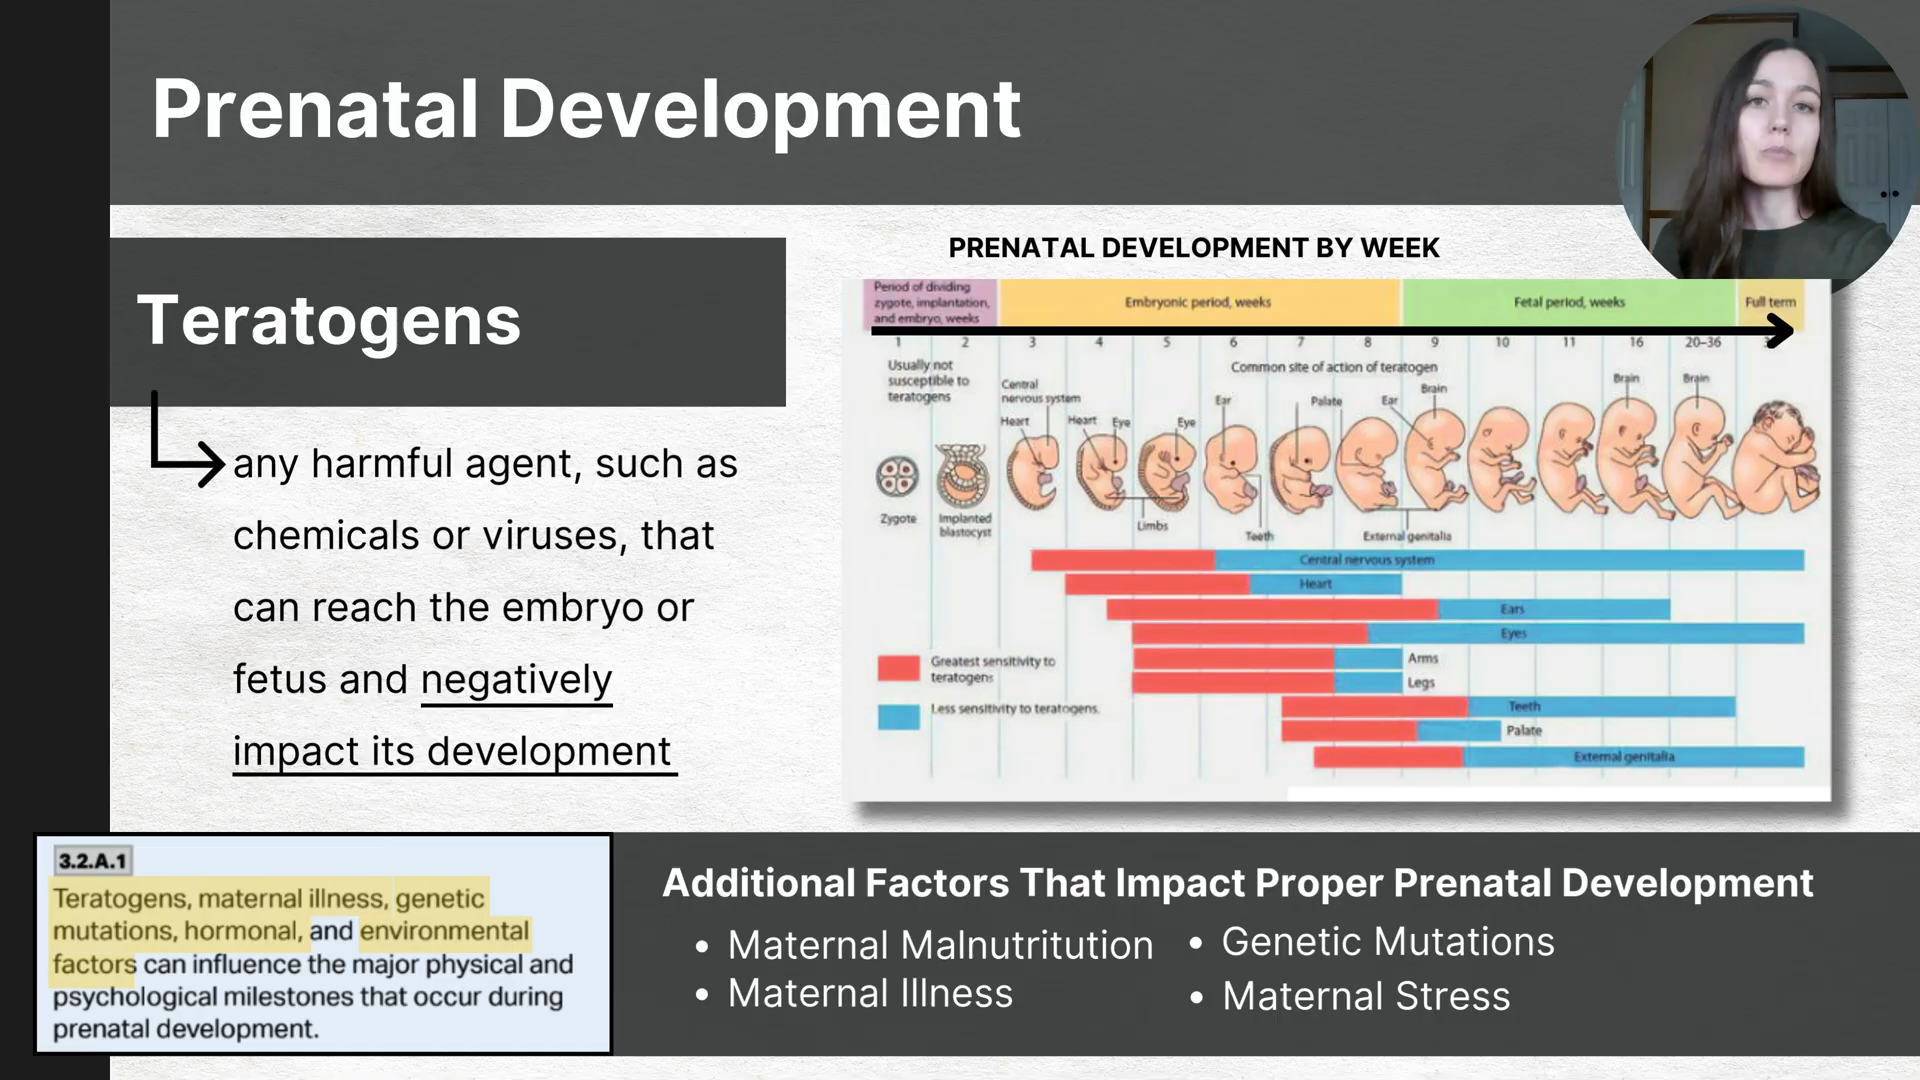 Prenatal Development
Teratogens
any harmful agent, such as
chemicals or viruses, that
can reach the embryo or
fetus and negatively
impact its development
PRENATAL DEVELOPMENT BY WEEK
Period of dividing
zygote, implantation,
and embryo, weeks
Embryonic period, weeks
Fetal period, weeks
Full term
1 2 3 4 5 6 7 8 9 10 11 16 20–36
Usually not
susceptible to
teratogens
Common site of action of teratogen
Central
nervous system
Heart
Heart
Eye
Eye
Ear
Palate
Ear
Brain
Brain
Brain
Zygote
Implanted
blastocyst
Limbs
Teeth
External genitalia
Central nervous system
Heart
Ears
Eyes
Arms
Legs
Teeth
Palate
External genitalia
Greatest sensitivity to
teratogens
Less sensitivity to teratogens.
3.2.A.1
Teratogens, maternal illness, genetic
mutations, hormonal, and environmental
factors can influence the major physical and
psychological milestones that occur during
prenatal development.
Additional Factors That Impact Proper Prenatal Development
• Maternal Malnutritution
• Maternal Illness
• Genetic Mutations
• Maternal Stress